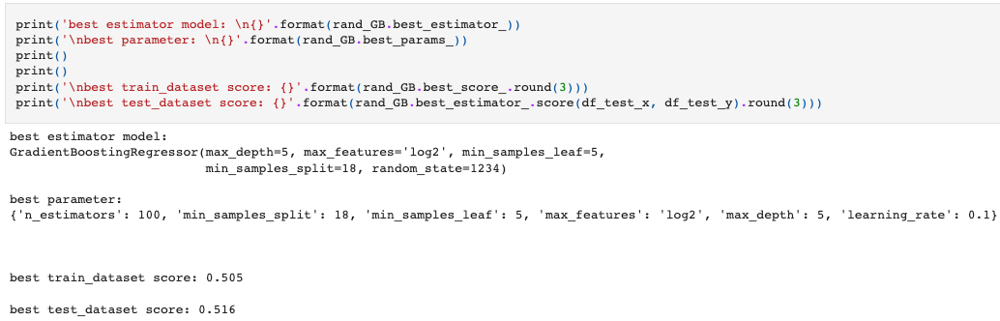 print('best estimator model: \n{}'.format(rand_GB.best_estimator_))
print('\nbest parameter: \n{}'.format(rand_GB.best_params_))
print()
print()
print('\nbest train_dataset score: {}'.format(rand_GB.best_score_.round(3)))
print('\nbest test_dataset score: {}'.format(rand_GB.best_estimator_.score(df_test_x, df_test_y).round(3)))
best estimator model:
GradientBoostingRegressor(max_depth=5, max_features='log2', min_samples_leaf=5,
min_samples_split=18, random_state=1234)
best parameter:
{'n_estimators': 100, 'min_samples_split': 18, 'min_samples_leaf': 5, 'max_features': 'log2', 'max_depth': 5, 'learning_rate': 0.1}
best train_dataset score: 0.505
best test_dataset score: 0.516